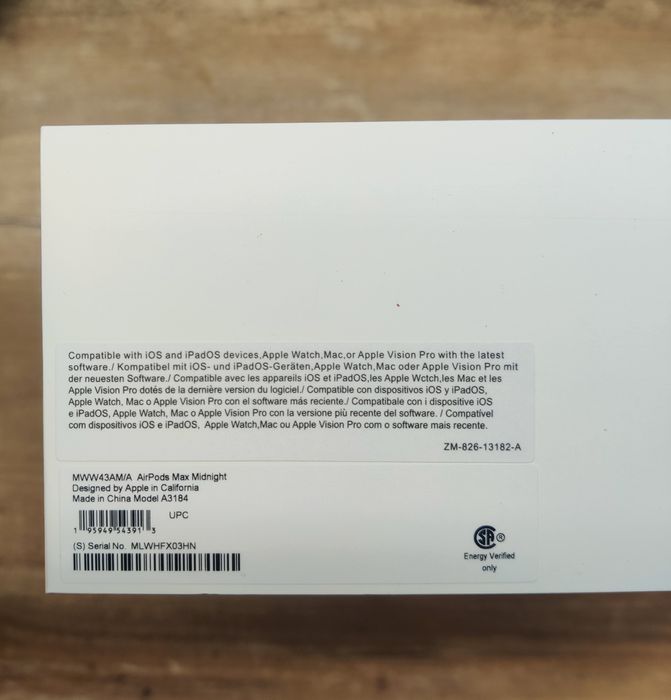 Compatible with iOS and iPadOS devices,Apple Watch,Mac,or Apple Vision Pro with the latest
software./ Kompatibel mit iOS- und iPadOS-Geräten,Apple Watch,Mac oder Apple Vision Pro mit
der neuesten Software./ Compatible avec les appareils iOS et iPadOS,les Apple Wctch,les Mac et les
Apple Vision Pro dotés de la dernière version du logiciel./ Compatible con dispositivos iOS y iPadOS,
Apple Watch, Mac o Apple Vision Pro con el software más reciente./ Compatibale con i dispositive iOS
e iPadOS, Apple Watch, Mac o Apple Vision Pro con la versione più recente del software. / Compatível
com dispositivos iOS e iPadOS, Apple Watch,Mac ou Apple Vision Pro com o software mais recente.
ZM-826-13182-A
MWW43AM/A AirPods Max Midnight
Designed by Apple in California
Made in China Model A3184
UPC
1 95949 54391 3
(S) Serial No. MLWHFX03HN
SA ®
Energy Verified
only